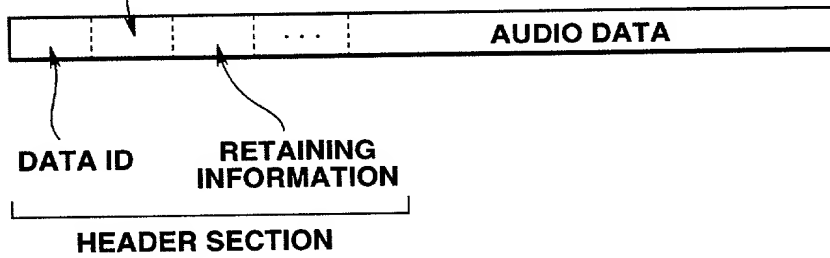 . . . AUDIO DATA
DATA ID
RETAINING
INFORMATION
HEADER SECTION